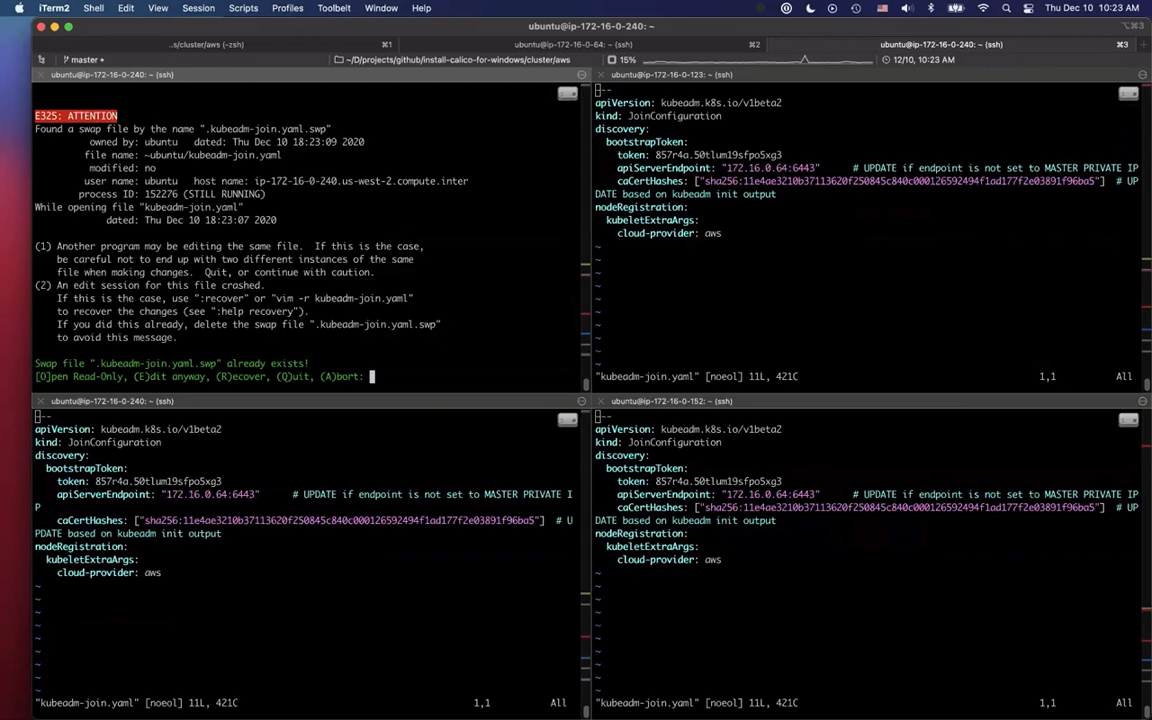 iTerm2 Shell Edit View Session Scripts Profiles Toolbelt Window Help Thu Dec 10 10:23 AM
ubuntu@ip-172-16-0-240: ~ ⌥⌘3
..s/cluster/aws (-zsh) ⌘1 ubuntu@ip-172-16-0-64: ~ (ssh) ⌘2 ubuntu@ip-172-16-0-240: ~ (ssh) ⌘3
master ~/D/projects/github/install-calico-for-windows/cluster/aws 15% 12/10, 10:23 AM
ubuntu@ip-172-16-0-240: ~ (ssh)
E325: ATTENTION
Found a swap file by the name ".kubeadm-join.yaml.swp"
owned by: ubuntu dated: Thu Dec 10 18:23:09 2020
file name: ~ubuntu/kubeadm-join.yaml
modified: no
user name: ubuntu host name: ip-172-16-0-240.us-west-2.compute.inter
process ID: 152276 (STILL RUNNING)
While opening file "kubeadm-join.yaml"
dated: Thu Dec 10 18:23:07 2020
(1) Another program may be editing the same file. If this is the case,
be careful not to end up with two different instances of the same
file when making changes. Quit, or continue with caution.
(2) An edit session for this file crashed.
If this is the case, use ":recover" or "vim -r kubeadm-join.yaml"
to recover the changes (see ":help recovery").
If you did this already, delete the swap file ".kubeadm-join.yaml.swp"
to avoid this message.
Swap file ".kubeadm-join.yaml.swp" already exists!
[O]pen Read-Only, (E)dit anyway, (R)ecover, (Q)uit, (A)bort:
ubuntu@ip-172-16-0-123: ~ (ssh)
---
apiVersion: kubeadm.k8s.io/v1beta2
kind: JoinConfiguration
discovery:
bootstrapToken:
token: 857r4a.50tlum19sfpo5xg3
apiServerEndpoint: "172.16.0.64:6443" # UPDATE if endpoint is not set to MASTER PRIVATE IP
caCertHashes: ["sha256:11e4ae3210b37113620f250845c840c000126592494f1ad177f2e03891f96ba5"] # UP
DATE based on kubeadm init output
nodeRegistration:
kubeletExtraArgs:
cloud-provider: aws
~
~
~
~
~
~
~
~
~
~
"kubeadm-join.yaml" [noeol] 11L, 421C 1,1 All
ubuntu@ip-172-16-0-240: ~ (ssh)
---
apiVersion: kubeadm.k8s.io/v1beta2
kind: JoinConfiguration
discovery:
bootstrapToken:
token: 857r4a.50tlum19sfpo5xg3
apiServerEndpoint: "172.16.0.64:6443" # UPDATE if endpoint is not set to MASTER PRIVATE I
P
caCertHashes: ["sha256:11e4ae3210b37113620f250845c840c000126592494f1ad177f2e03891f96ba5"] # U
PDATE based on kubeadm init output
nodeRegistration:
kubeletExtraArgs:
cloud-provider: aws
~
~
~
~
~
~
~
~
~
"kubeadm-join.yaml" [noeol] 11L, 421C 1,1 All
ubuntu@ip-172-16-0-152: ~ (ssh)
---
apiVersion: kubeadm.k8s.io/v1beta2
kind: JoinConfiguration
discovery:
bootstrapToken:
token: 857r4a.50tlum19sfpo5xg3
apiServerEndpoint: "172.16.0.64:6443" # UPDATE if endpoint is not set to MASTER PRIVATE IP
caCertHashes: ["sha256:11e4ae3210b37113620f250845c840c000126592494f1ad177f2e03891f96ba5"] # UP
DATE based on kubeadm init output
nodeRegistration:
kubeletExtraArgs:
cloud-provider: aws
~
~
~
~
~
~
~
~
~
~
"kubeadm-join.yaml" [noeol] 11L, 421C 1,1 All